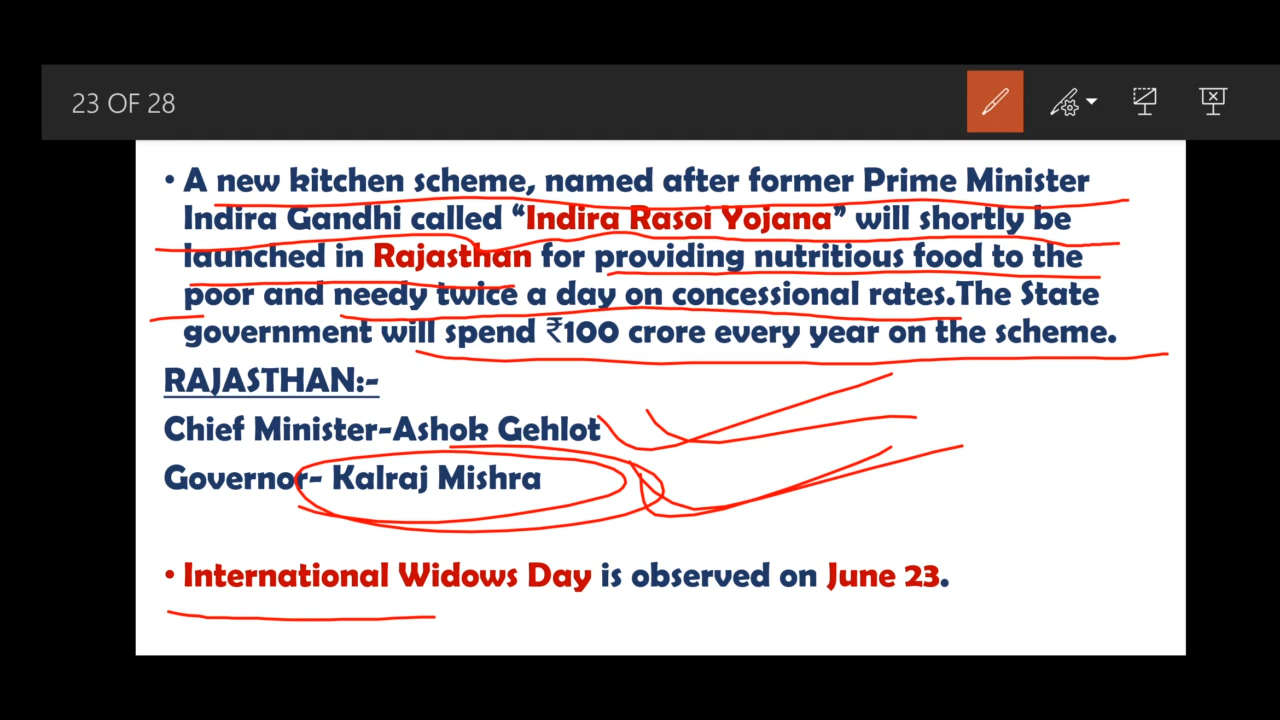 23 OF 28
• A new kitchen scheme, named after former Prime Minister
Indira Gandhi called “Indira Rasoi Yojana” will shortly be
launched in Rajasthan for providing nutritious food to the
poor and needy twice a day on concessional rates.The State
government will spend ₹100 crore every year on the scheme.
RAJASTHAN:-
Chief Minister-Ashok Gehlot
Governor- Kalraj Mishra
• International Widows Day is observed on June 23.